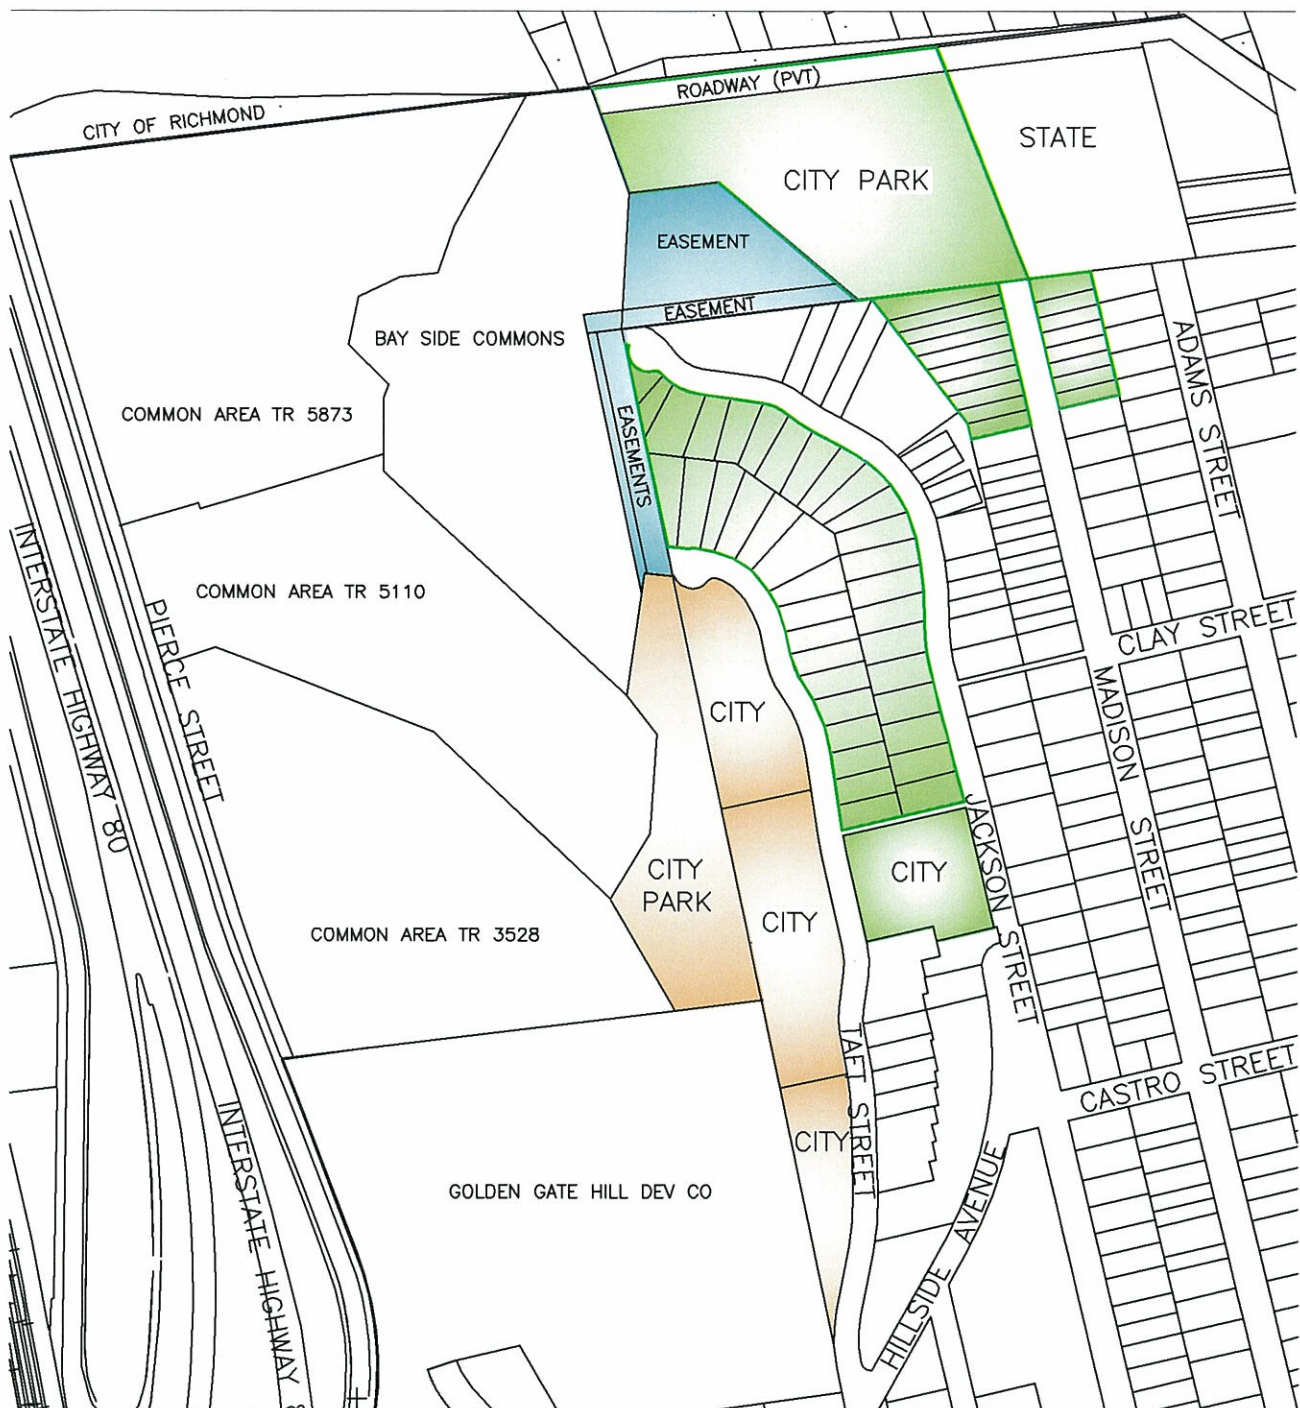 ROADWAY (PVT)
CITY OF RICHMOND
STATE
CITY PARK
EASEMENT
EASEMENT
BAY SIDE COMMONS
ADAMS STREET
COMMON AREA TR 5873
EASEMENTS
INTERSTATE HIGHWAY 80
COMMON AREA TR 5110
PIERCE STREET
CLAY STREET
MADISON STREET
CITY
JACKSON STREET
CITY
PARK
CITY
CITY
COMMON AREA TR 3528
TAFT STREET
CASTRO STREET
INTERSTATE HIGHWAY 8
CITY
GOLDEN GATE HILL DEV CO
HILLSIDE AVENUE